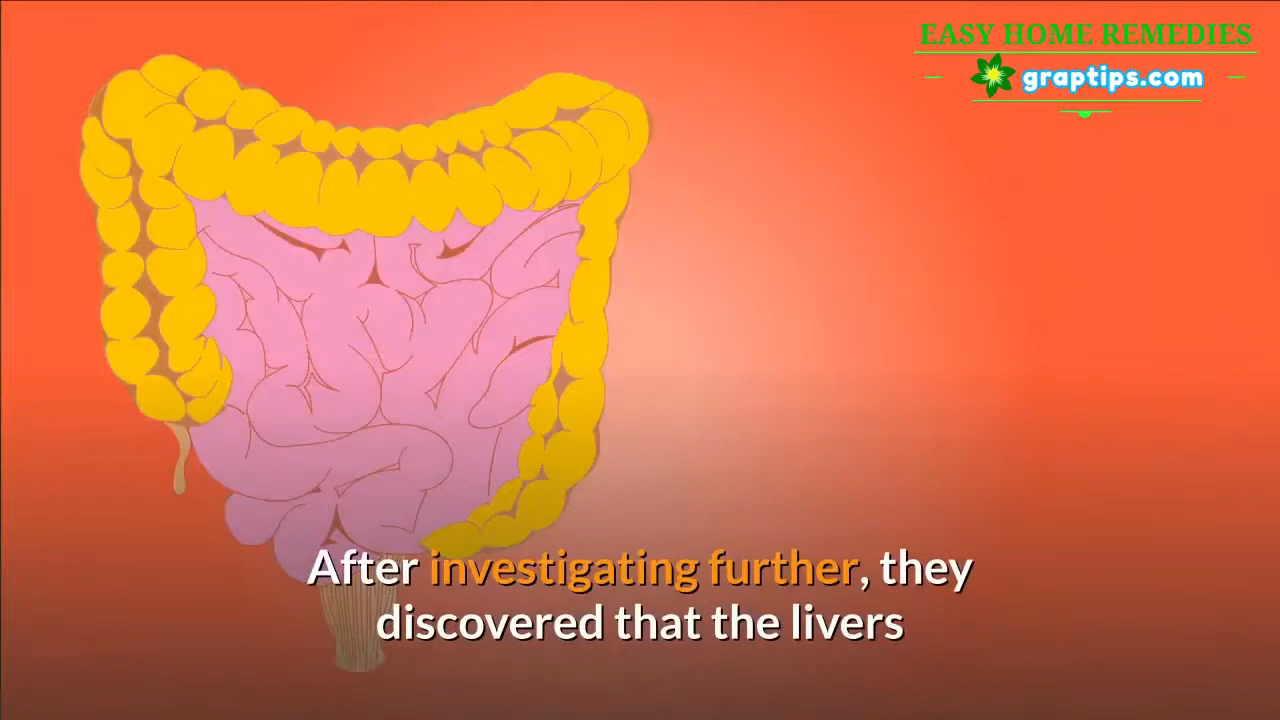 EASY HOME REMEDIES
graptips.com
After investigating further, they
discovered that the livers